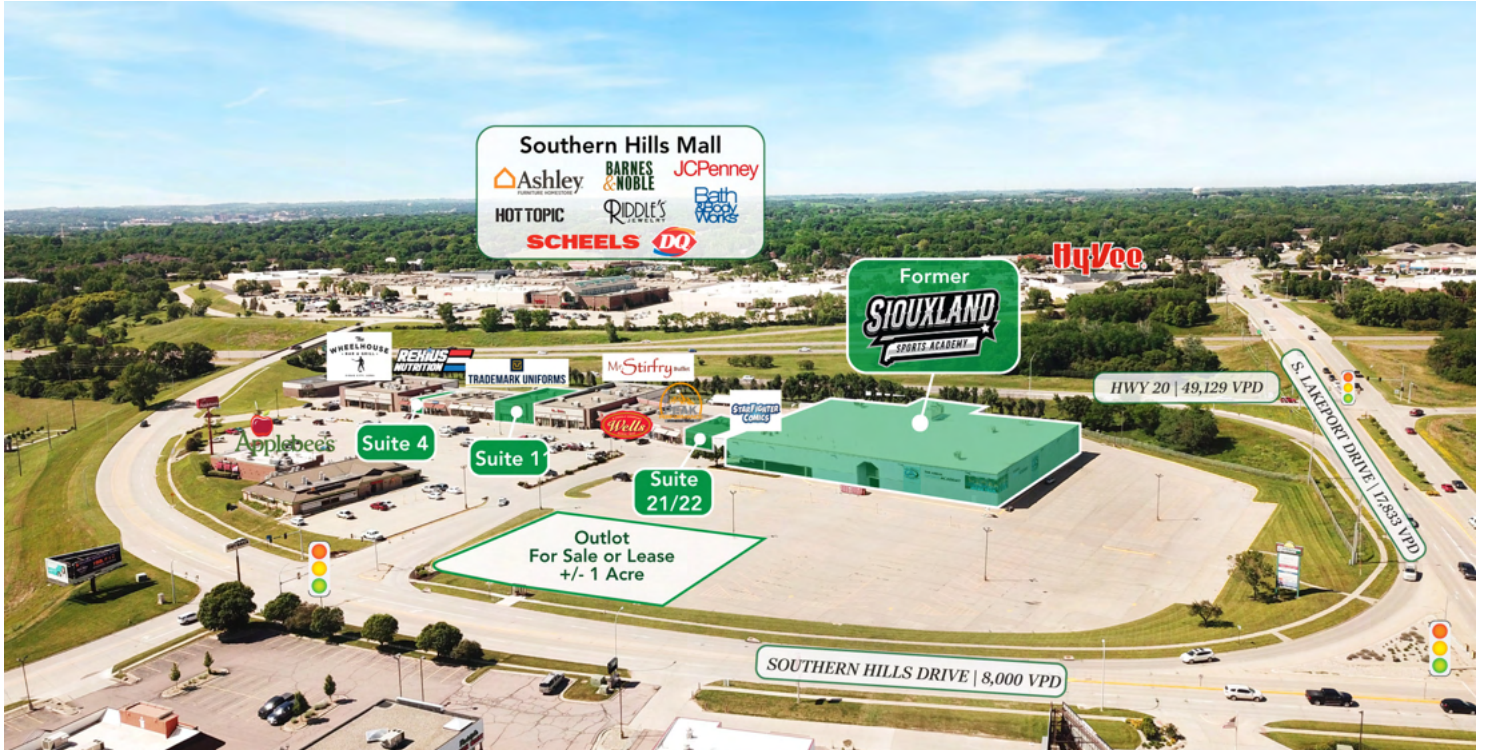 Southern Hills Mall
Ashley
FURNITURE HOMESTORE
BARNES
& NOBLE
JCPenney
HOT TOPIC
RIDDLE'S
JEWELRY
Bath
& Body
Works
SCHEELS
DQ
HyVee
Former
SIOUXLAND
SPORTS ACADEMY
The
WHEELHOUSE
BAR & GRILL
REXIUS
NUTRITION
TRADEMARK UNIFORMS
Mr Stirfry Buffet
HWY 20 | 49,129 VPD
S. LAKEPORT DRIVE | 17,833 VPD
PEAK
STARFIGHTER
COMICS
Wells
Applebee's
Suite 4
Suite 11
Suite
21/22
Outlot
For Sale or Lease
+/- 1 Acre
SOUTHERN HILLS DRIVE | 8,000 VPD